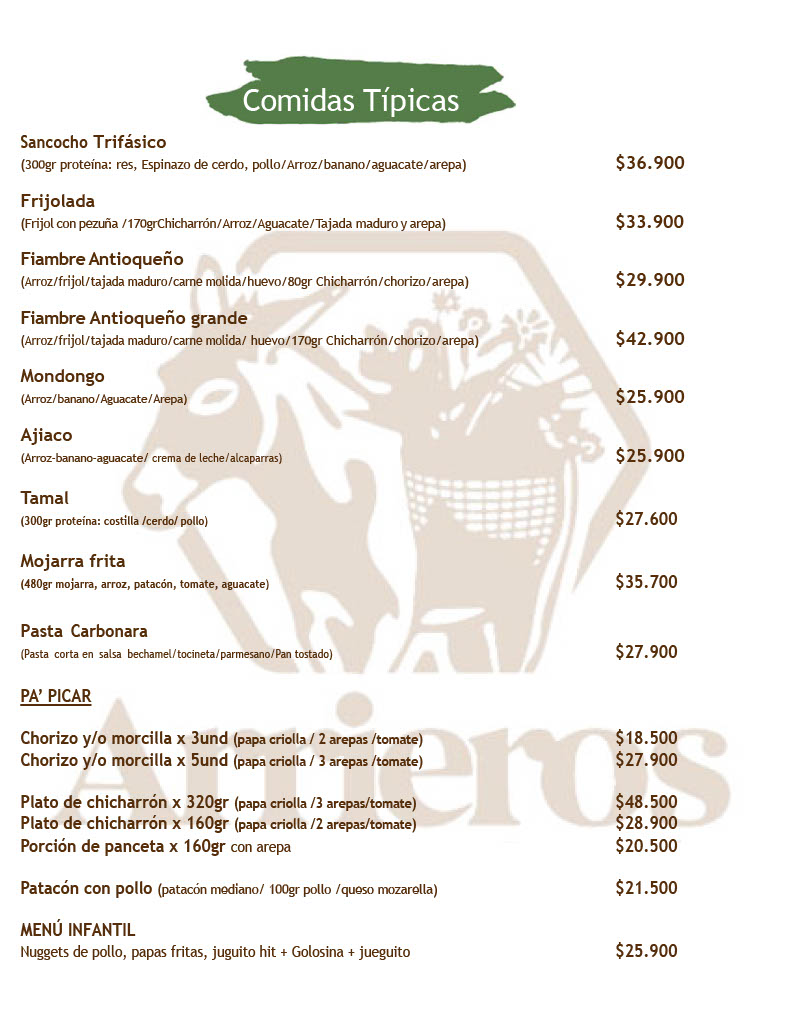 Comidas Típicas
Sancocho Trifásico
(300gr proteína: res, Espinazo de cerdo, pollo/Arroz/banano/aguacate/arepa) $36.900
Frijolada
(Frijol con pezuña /170grChicharrón/Arroz/Aguacate/Tajada maduro y arepa) $33.900
Fiambre Antioqueño
(Arroz/frijol/tajada maduro/carne molida/huevo/80gr Chicharrón/chorizo/arepa) $29.900
Fiambre Antioqueño grande
(Arroz/frijol/tajada maduro/carne molida/ huevo/170gr Chicharrón/chorizo/arepa) $42.900
Mondongo
(Arroz/banano/Aguacate/Arepa) $25.900
Ajiaco
(Arroz-banano-aguacate/ crema de leche/alcaparras) $25.900
Tamal
(300gr proteína: costilla /cerdo/ pollo) $27.600
Mojarra frita
(480gr mojarra, arroz, patacón, tomate, aguacate) $35.700
Pasta Carbonara
(Pasta corta en salsa bechamel/tocineta/parmesano/Pan tostado) $27.900
PA' PICAR
Arrieros
Chorizo y/o morcilla x 3und (papa criolla / 2 arepas /tomate) $18.500
Chorizo y/o morcilla x 5und (papa criolla / 3 arepas /tomate) $27.900
Plato de chicharrón x 320gr (papa criolla /3 arepas/tomate) $48.500
Plato de chicharrón x 160gr (papa criolla /2 arepas/tomate) $28.900
Porción de panceta x 160gr con arepa $20.500
Patacón con pollo (patacón mediano/ 100gr pollo /queso mozarella) $21.500
MENÚ INFANTIL
Nuggets de pollo, papas fritas, juguito hit + Golosina + jueguito $25.900